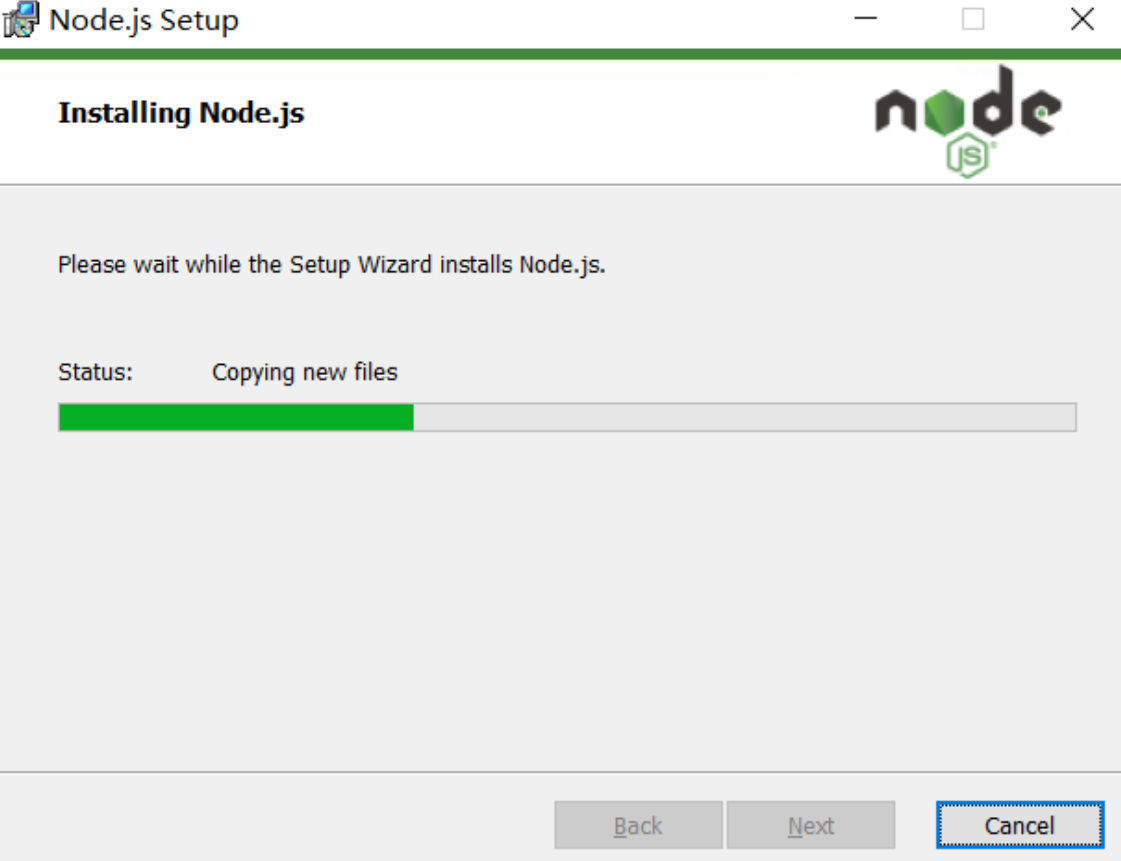 Node.js Setup
Installing Node.js
node
JS
Please wait while the Setup Wizard installs Node.js.
Status: Copying new files
Back Next Cancel